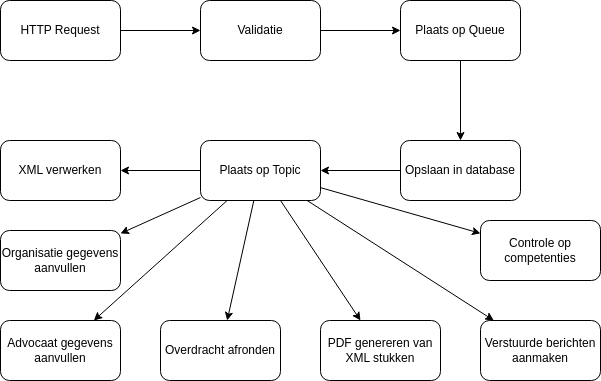 HTTP Request
Validatie
Plaats op Queue
XML verwerken
Plaats op Topic
Opslaan in database
Organisatie gegevens
aanvullen
Controle op
competenties
Advocaat gegevens
aanvullen
Overdracht afronden
PDF genereren van
XML stukken
Verstuurde berichten
aanmaken